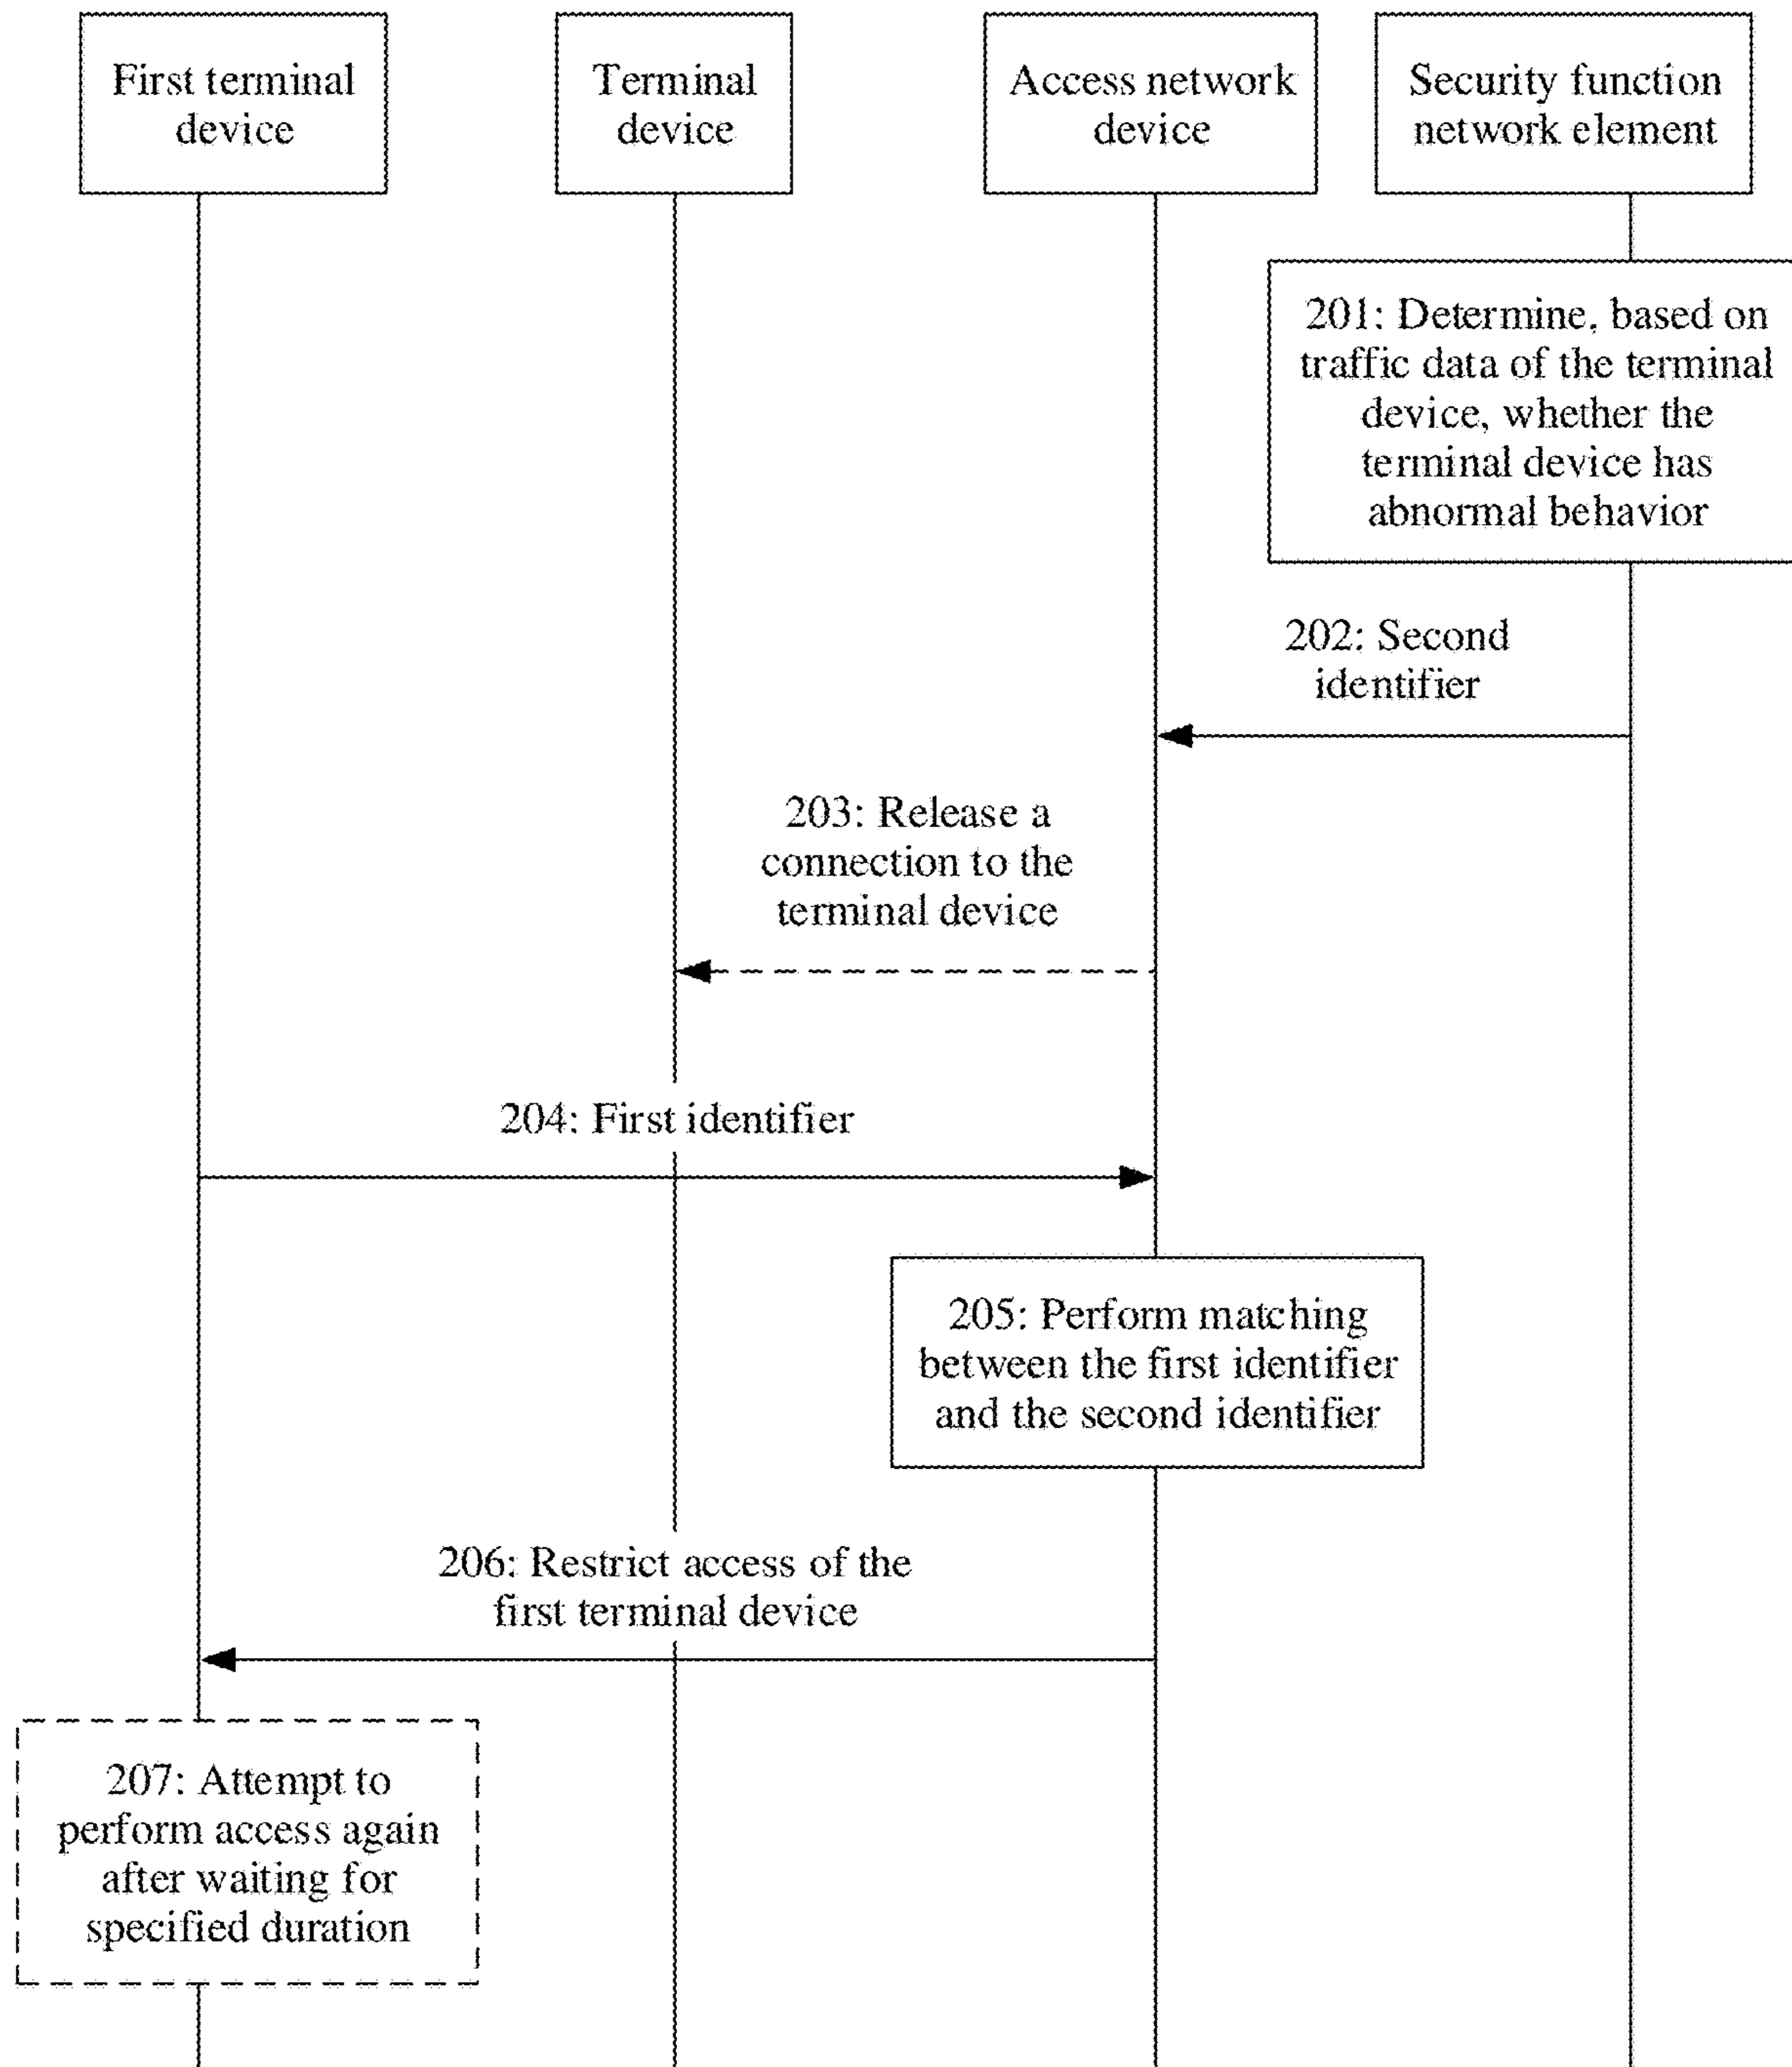 First terminal
device
Terminal
device
Access network
device
Security function
network element
201: Determine, based on
traffic data of the terminal
device, whether the
terminal device has
abnormal behavior
202: Second
identifier
203: Release a
connection to the
terminal device
204: First identifier
205: Perform matching
between the first identifier
and the second identifier
206: Restrict access of the
first terminal device
207: Attempt to
perform access again
after waiting for
specified duration